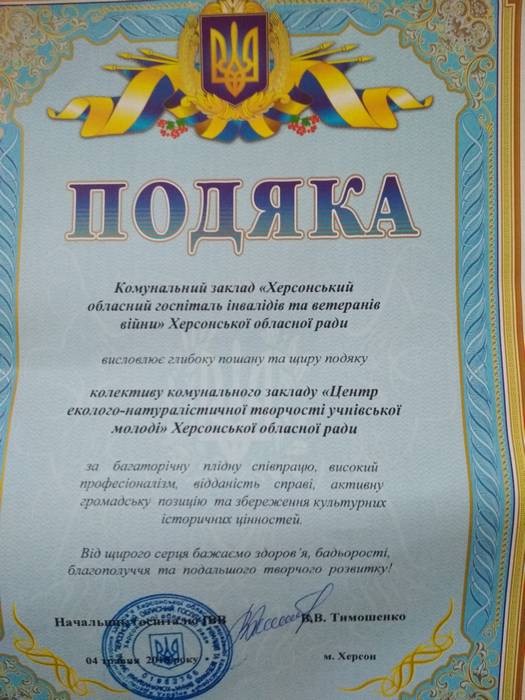 ПОДЯКА
Комунальний заклад «Херсонський
обласний госпіталь інвалідів та ветеранів
війни» Херсонської обласної ради
висловлює глибоку пошану та щиру подяку
колективу комунального закладу «Центр
еколого-натуралістичної творчості учнівської
молоді» Херсонської обласної ради
за багаторічну плідну співпрацю, високий
професіоналізм, відданість справі, активну
громадську позицію та збереження культурних
історичних цінностей.
Від щирого серця бажаємо здоров'я, бадьорості,
благополуччя та подальшого творчого розвитку!
Начальник госпіталю ІВВ В.В. Тимошенко
04 травня року м. Херсон